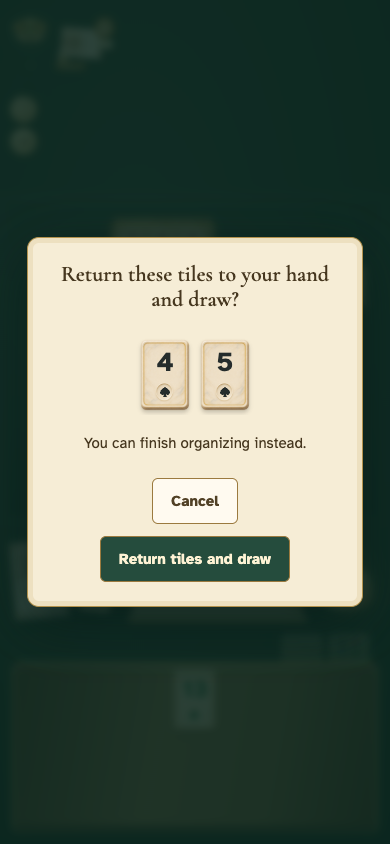 Return these tiles to your hand
and draw?
4 5
You can finish organizing instead.
Cancel
Return tiles and draw